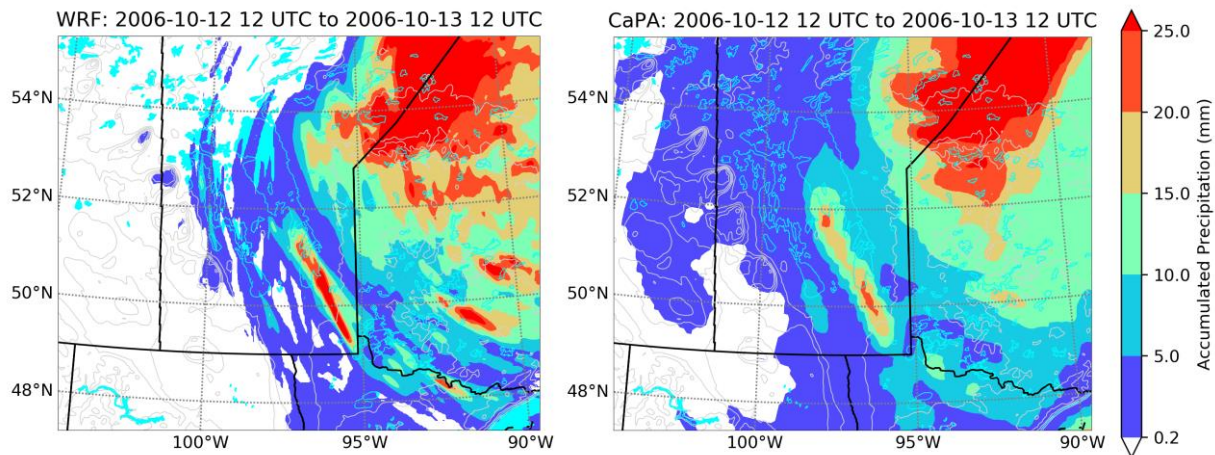 WRF: 2006-10-12 12 UTC to 2006-10-13 12 UTC
CaPA: 2006-10-12 12 UTC to 2006-10-13 12 UTC
54°N
52°N
50°N
48°N
100°W
95°W
90°W
54°N
52°N
50°N
48°N
100°W
95°W
90°W
25.0
20.0
15.0
10.0
5.0
0.2
Accumulated Precipitation (mm)